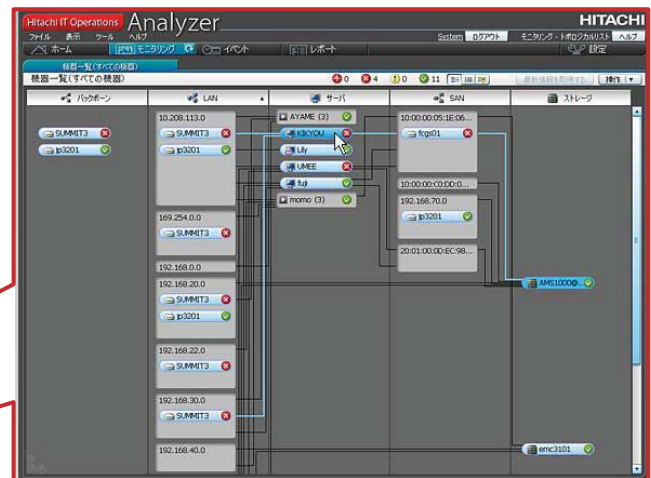 Hitachi IT Operations Analyzer
HITACHI
ファイル 表示 ツール ヘルプ
System ログアウト モニタリング - トポロジカルリスト ヘルプ
ホーム モニタリング イベント レポート 設定
機器一覧(すべての機器)
機器一覧(すべての機器) 0 4 0 11 最新情報を取得する 操作
バックボーン LAN サーバ SAN ストレージ
10.208.113.0 AYAME (3) 10:00:00:05:1E:06...
SUMMIT3 SUMMIT3 KIKYOU fcgs01
jp3201 jp3201 Lily
UMEE
fuji 10:00:00:C0:DD:0...
momo (3) 192.168.70.0
169.254.0.0 jp3201
SUMMIT3
20:01:00:0D:EC:98...
192.168.0.0
192.168.20.0 AMS1000@...
SUMMIT3
jp3201
192.168.22.0
SUMMIT3
192.168.30.0
SUMMIT3
192.168.40.0 emc3101